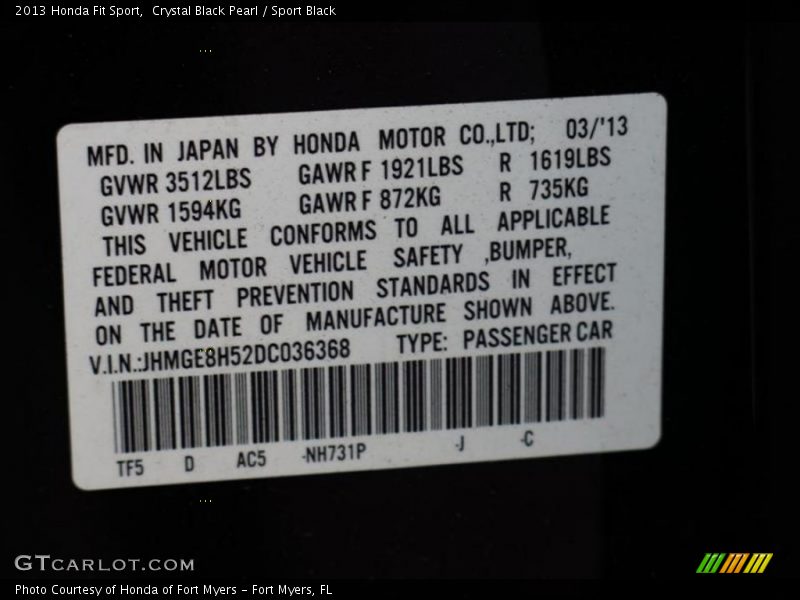 2013 Honda Fit Sport,  Crystal Black Pearl / Sport Black
MFD. IN JAPAN BY HONDA MOTOR CO.,LTD; 03/'13
GVWR 3512LBS GAWR F 1921LBS R 1619LBS
GVWR 1594KG GAWR F 872KG R 735KG
THIS VEHICLE CONFORMS TO ALL APPLICABLE
FEDERAL MOTOR VEHICLE SAFETY ,BUMPER,
AND THEFT PREVENTION STANDARDS IN EFFECT
ON THE DATE OF MANUFACTURE SHOWN ABOVE.
V.I.N.:JHMGE8H52DC036368 TYPE: PASSENGER CAR
TF5 D AC5 -NH731P -J -C
GTCARLOT.COM
Photo Courtesy of Honda of Fort Myers - Fort Myers, FL